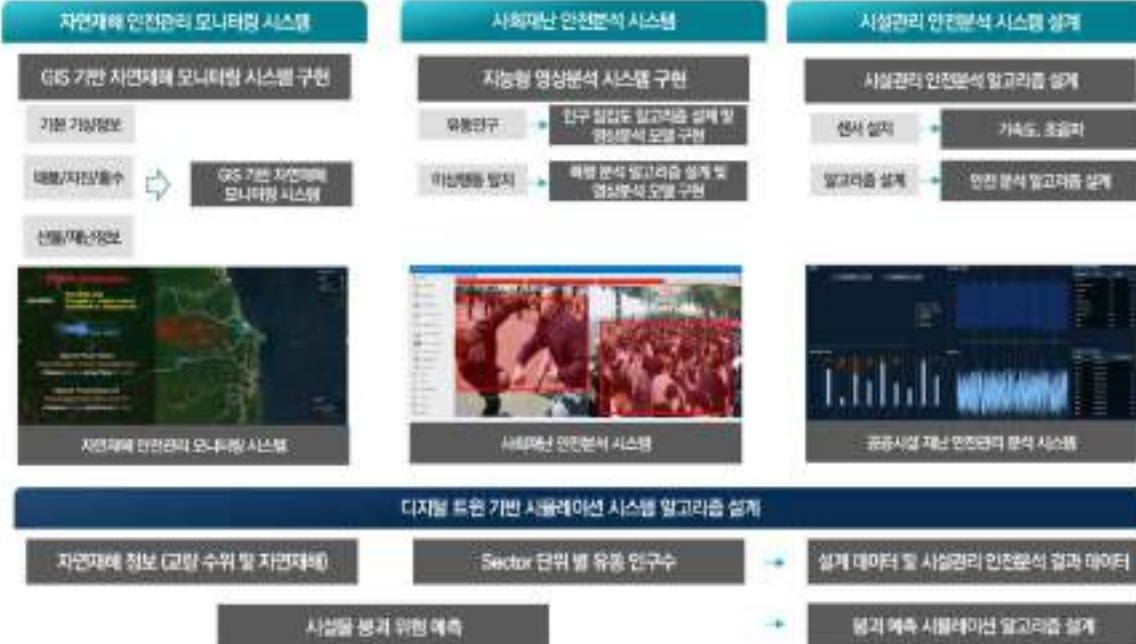 자연재해 안전관리 모니터링 시스템
GIS 기반 자연재해 모니터링 시스템 구현
기본 기상정보
태풍/지진/홍수
산불/재난정보
GIS 기반 자연재해
모니터링 시스템
자연재해 안전관리 모니터링 시스템
사회재난 안전분석 시스템
지능형 영상분석 시스템 구현
유동인구
인구 밀집도 알고리즘 설계 및
영상분석 모델 구현
이상행동 탐지
폭행 분석 알고리즘 설계 및
영상분석 모델 구현
사회재난 안전분석 시스템
시설관리 안전분석 시스템 설계
시설관리 안전분석 알고리즘 설계
센서 설치
가속도, 초음파
알고리즘 설계
안전 분석 알고리즘 설계
공공시설 재난 안전관리 분석 시스템
디지털 트윈 기반 시뮬레이션 시스템 알고리즘 설계
자연재해 정보 (교량 수위 및 자연재해)
Sector 단위 별 유동 인구수
설계 데이터 및 시설관리 안전분석 결과 데이터
시설물 붕괴 위험 예측
붕괴 예측 시뮬레이션 알고리즘 설계